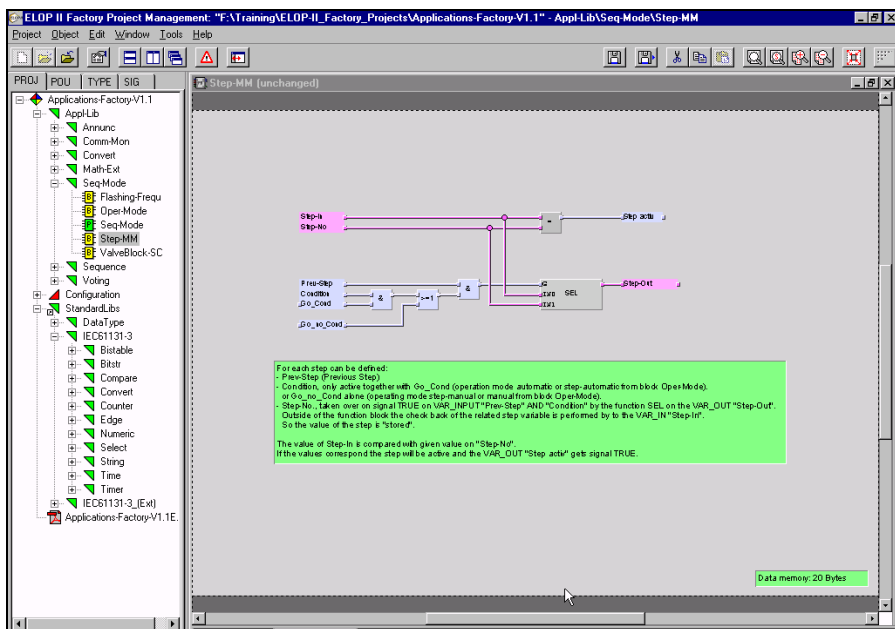 ELOP II Factory Project Management: "F:\Training\ELOP-II_Factory_Projects\Applications-Factory-V1.1" - Appl-Lib\Seq-Mode\Step-MM
Project Object Edit Window Tools Help
PROJ POU TYPE SIG
Step-MM (unchanged)
Applications-Factory-V1.1
Appl-Lib
Annunc
Comm-Mon
Convert
Math-Ext
Seq-Mode
Flashing-Frequ
Oper-Mode
Seq-Mode
Step-MM
ValveBlock-SC
Sequence
Voting
Configuration
StandardLibs
DataType
IEC61131-3
Bistable
Bitstr
Compare
Convert
Counter
Edge
Numeric
Select
String
Time
Timer
IEC61131-3_(Ext)
Applications-Factory-V1.1E.
Step-In
Step-No
=
Step activ
Prev-Step
Condition
Go_Cond
&
>=1
&
G
IN0
IN1
SEL
Step-Out
Go_no_Cond
For each step can be defined:
- Prev-Step (Previous Step)
- Condition, only active together with Go_Cond (operation mode automatic or step-automatic from block Oper-Mode).
or Go_no_Cond alone (operating mode step-manual or manual from block Oper-Mode).
- Step-No., taken over on signal TRUE on VAR_INPUT "Prev-Step" AND "Condition" by the function SEL on the VAR_OUT "Step-Out".
Outside of the function block the check back of the related step variable is performed by to the VAR_IN "Step-In".
So the value of the step is "stored".
The value of Step-In is compared with given value on "Step-No".
If the values correspond the step will be active and the VAR_OUT "Step activ" gets signal TRUE.
Data memory: 20 Bytes